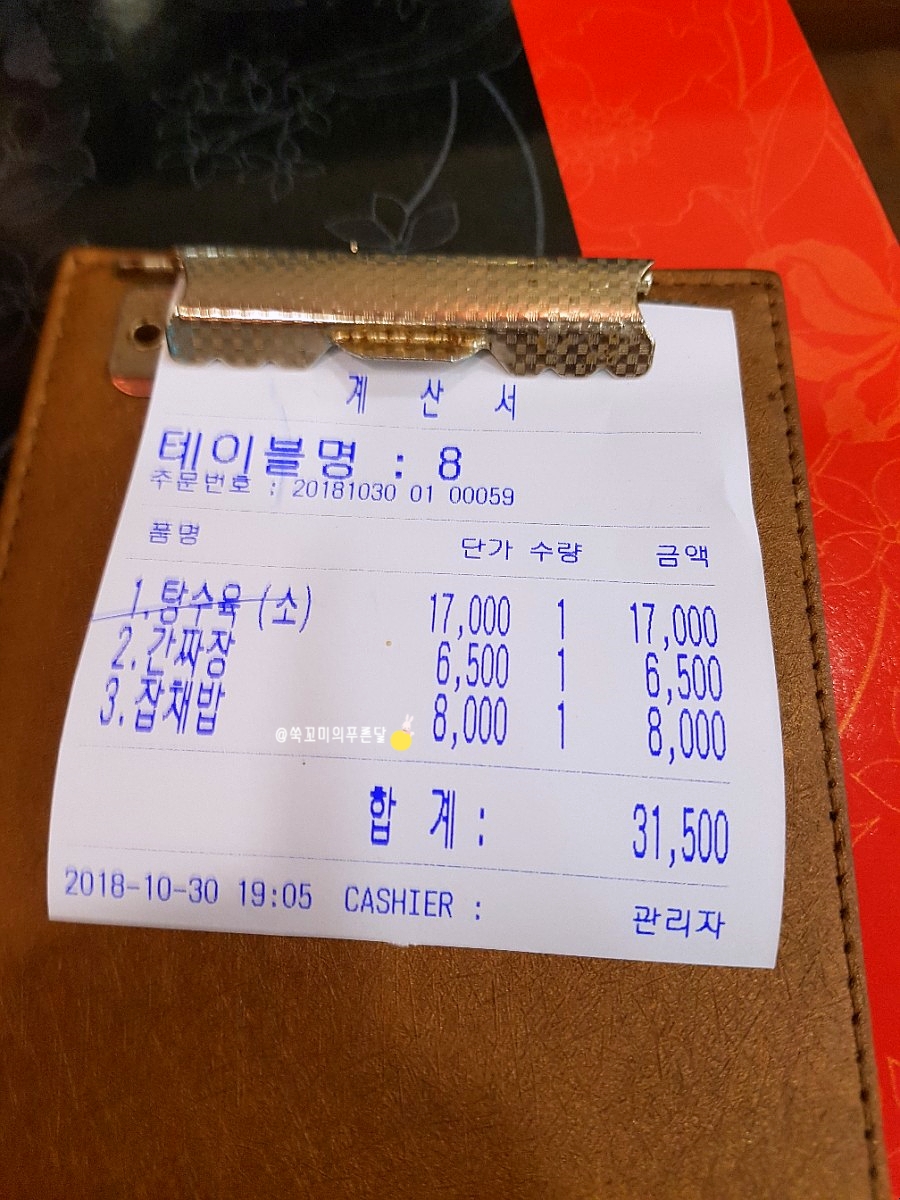 계 산 서
테이블명 : 8
주문번호 : 20181030 01 00059
품명 단가 수량 금액
1.탕수육 (소) 17,000 1 17,000
2.간짜장 6,500 1 6,500
3.잡채밥 8,000 1 8,000
@쑥꼬미의푸른달
합 계 : 31,500
2018-10-30 19:05 CASHIER : 관리자